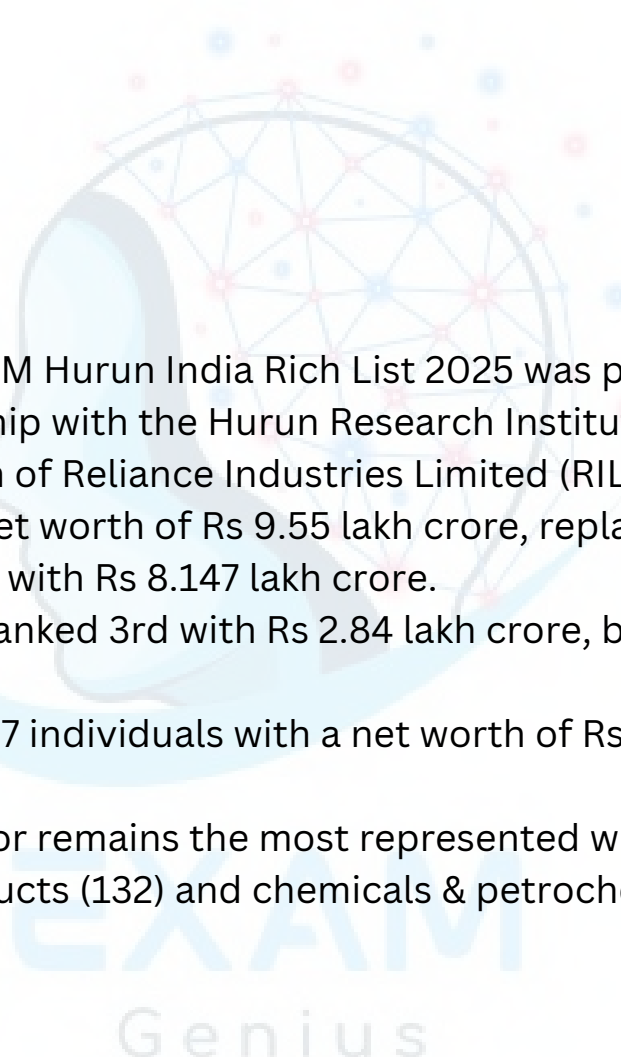 M Hurun India Rich List 2025 was p
hip with the Hurun Research Institu
n of Reliance Industries Limited (RIL
et worth of Rs 9.55 lakh crore, repla
with Rs 8.147 lakh crore.
anked 3rd with Rs 2.84 lakh crore, b
7 individuals with a net worth of Rs
or remains the most represented w
ucts (132) and chemicals & petroch
EXAM
Genius